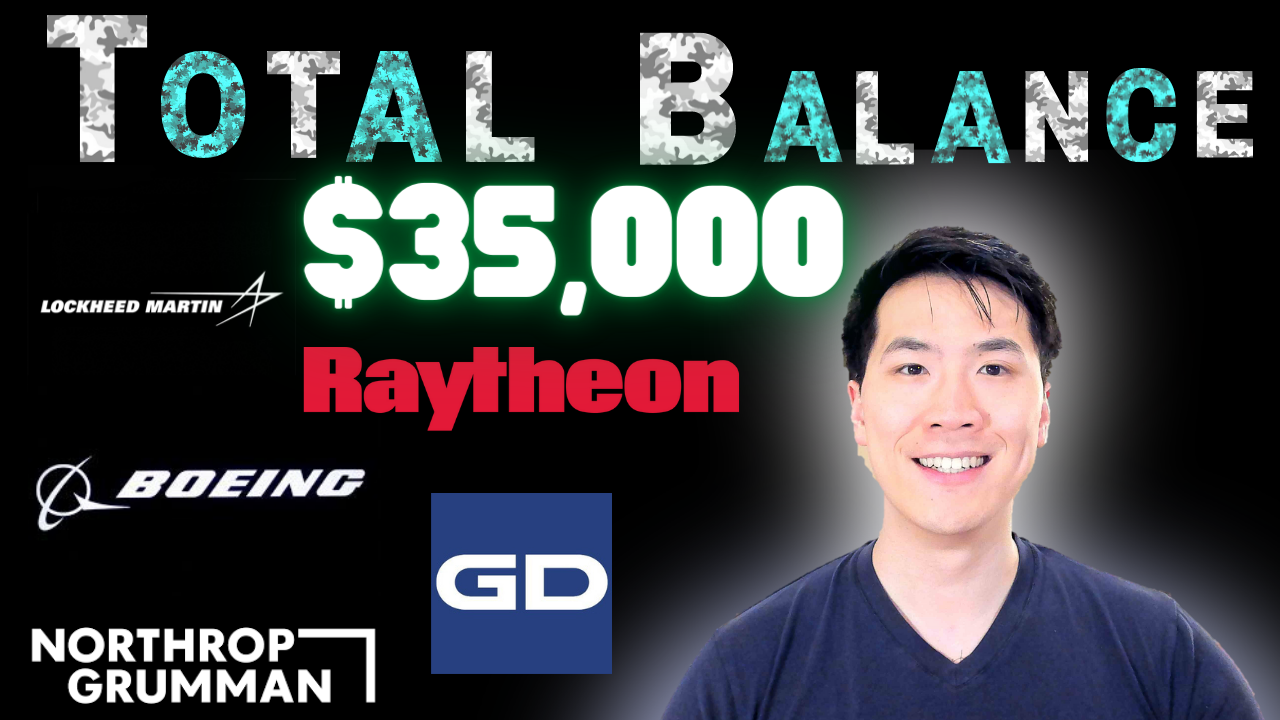 Total Balance
$35,000
LOCKHEED MARTIN
Raytheon
BOEING
GD
NORTHROP
GRUMMAN